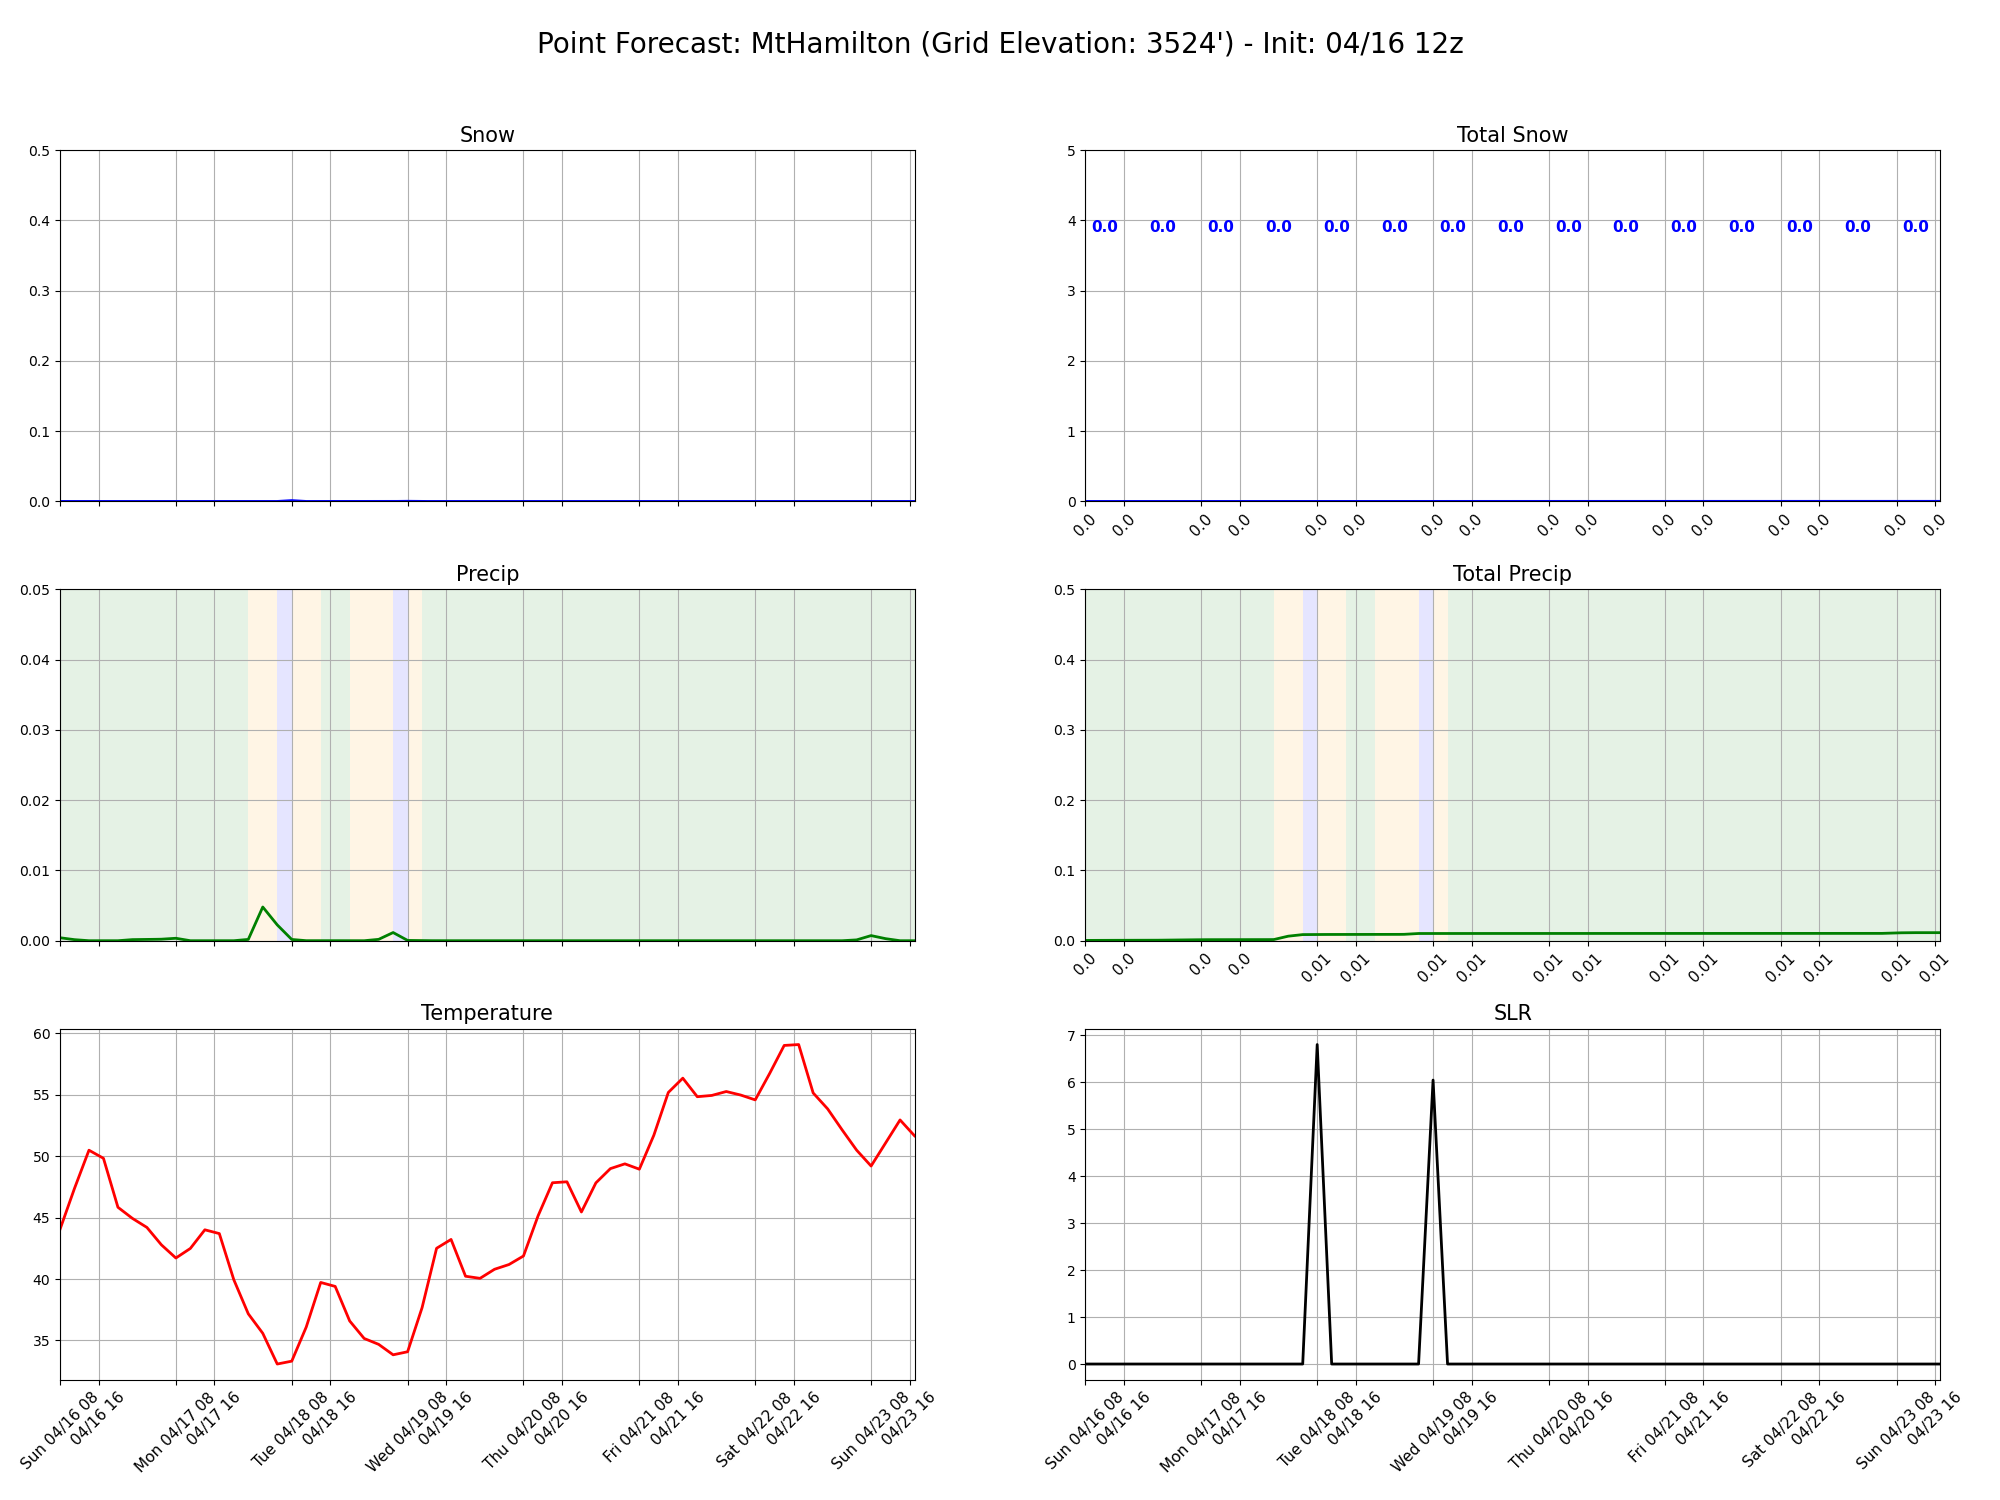 Point Forecast: MtHamilton (Grid Elevation: 3524') - Init: 04/16 12z
Snow
0.5
0.4
0.3
0.2
0.1
0.0
Total Snow
5
4
3
2
1
0
0.0 0.0 0.0 0.0 0.0 0.0 0.0 0.0 0.0 0.0 0.0 0.0 0.0 0.0 0.0
0.0 0.0 0.0 0.0 0.0 0.0 0.0 0.0 0.0 0.0 0.0 0.0 0.0 0.0 0.0 0.0
Precip
0.05
0.04
0.03
0.02
0.01
0.00
Total Precip
0.5
0.4
0.3
0.2
0.1
0.0
0.0 0.0 0.0 0.0 0.01 0.01 0.01 0.01 0.01 0.01 0.01 0.01 0.01 0.01 0.01 0.01
Temperature
60
55
50
45
40
35
Sun 04/16 08
04/16 16
Mon 04/17 08
04/17 16
Tue 04/18 08
04/18 16
Wed 04/19 08
04/19 16
Thu 04/20 08
04/20 16
Fri 04/21 08
04/21 16
Sat 04/22 08
04/22 16
Sun 04/23 08
04/23 16
SLR
7
6
5
4
3
2
1
0
Sun 04/16 08
04/16 16
Mon 04/17 08
04/17 16
Tue 04/18 08
04/18 16
Wed 04/19 08
04/19 16
Thu 04/20 08
04/20 16
Fri 04/21 08
04/21 16
Sat 04/22 08
04/22 16
Sun 04/23 08
04/23 16